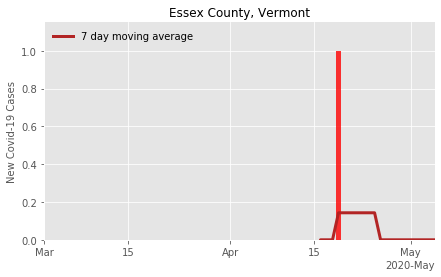 Essex County, Vermont
7 day moving average
New Covid-19 Cases
1.0
0.8
0.6
0.4
0.2
0.0
Mar 15 Apr 15 May
2020-May